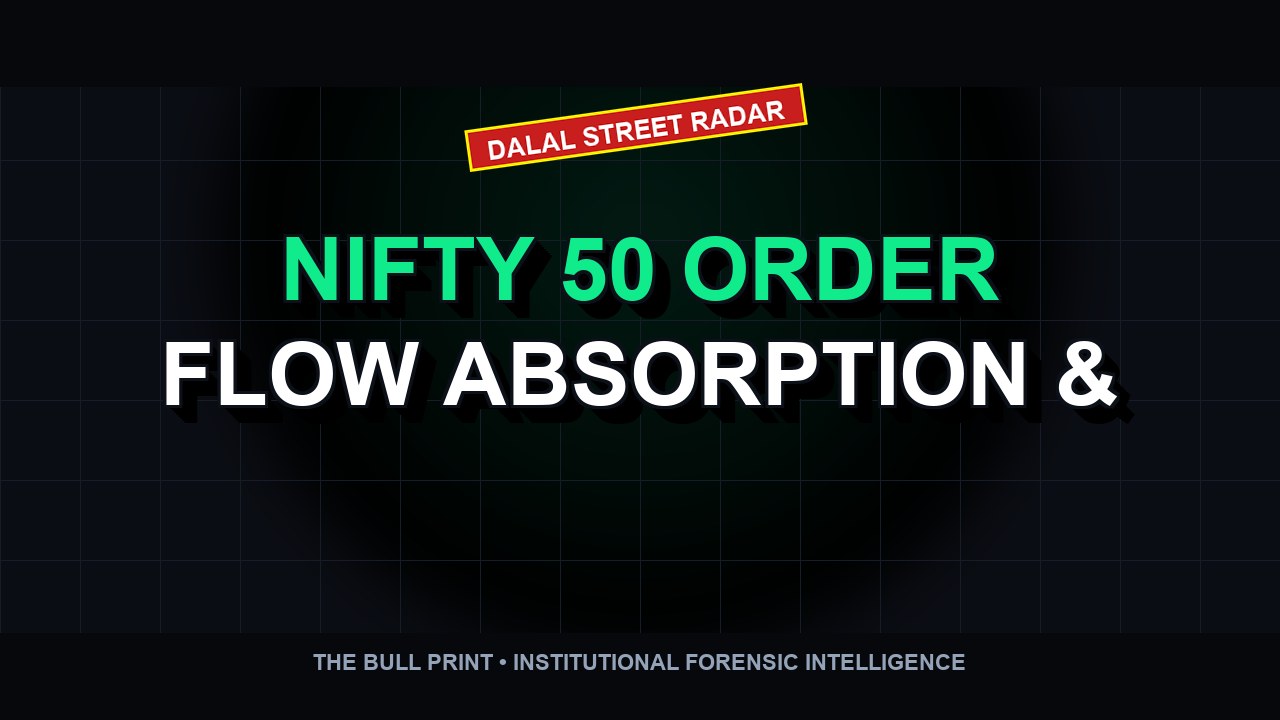 DALAL STREET RADAR
NIFTY 50 ORDER
FLOW ABSORPTION &
THE BULL PRINT • INSTITUTIONAL FORENSIC INTELLIGENCE